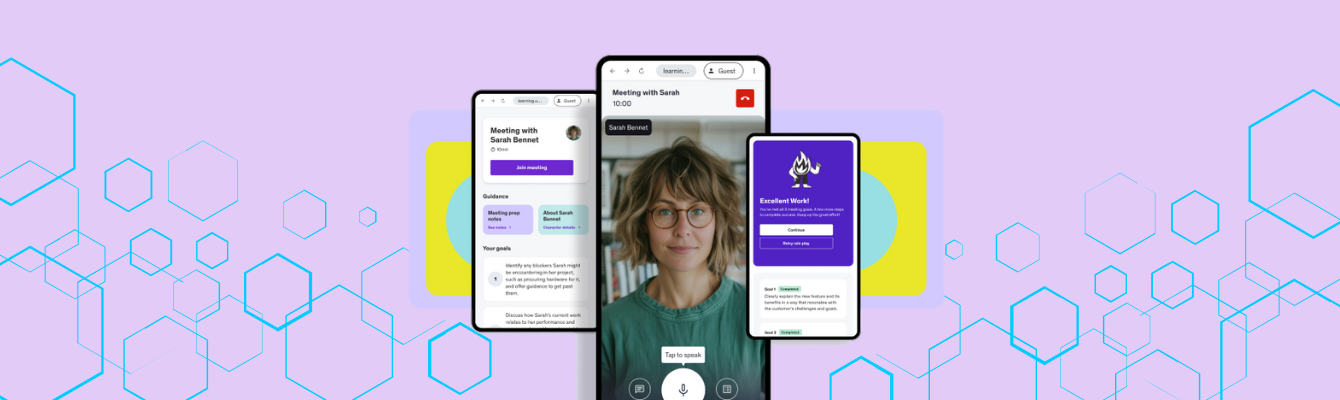 learning.u...
Guest
Meeting with
Sarah Bennet
10min
Join meeting
Guidance
Meeting prep
notes
See notes
About Sarah
Bennet
Character details
Your goals
1
Identify any blockers Sarah might
be encountering in her project,
such as procuring hardware for it,
and offer guidance to get past
them.
Discuss how Sarah's current work
relates to her performance and
learnin...
Guest
Meeting with Sarah
10:00
Sarah Bennet
Tap to speak
Excellent Work!
You've met all 3 meeting goals. A few more steps
to complete success. Keep up the great effort!
Continue
Retry role play
Goal 1 Completed
Clearly explain the new feature and its
benefits in a way that resonates with
the customer's challenges and goals.
Goal 2 Completed